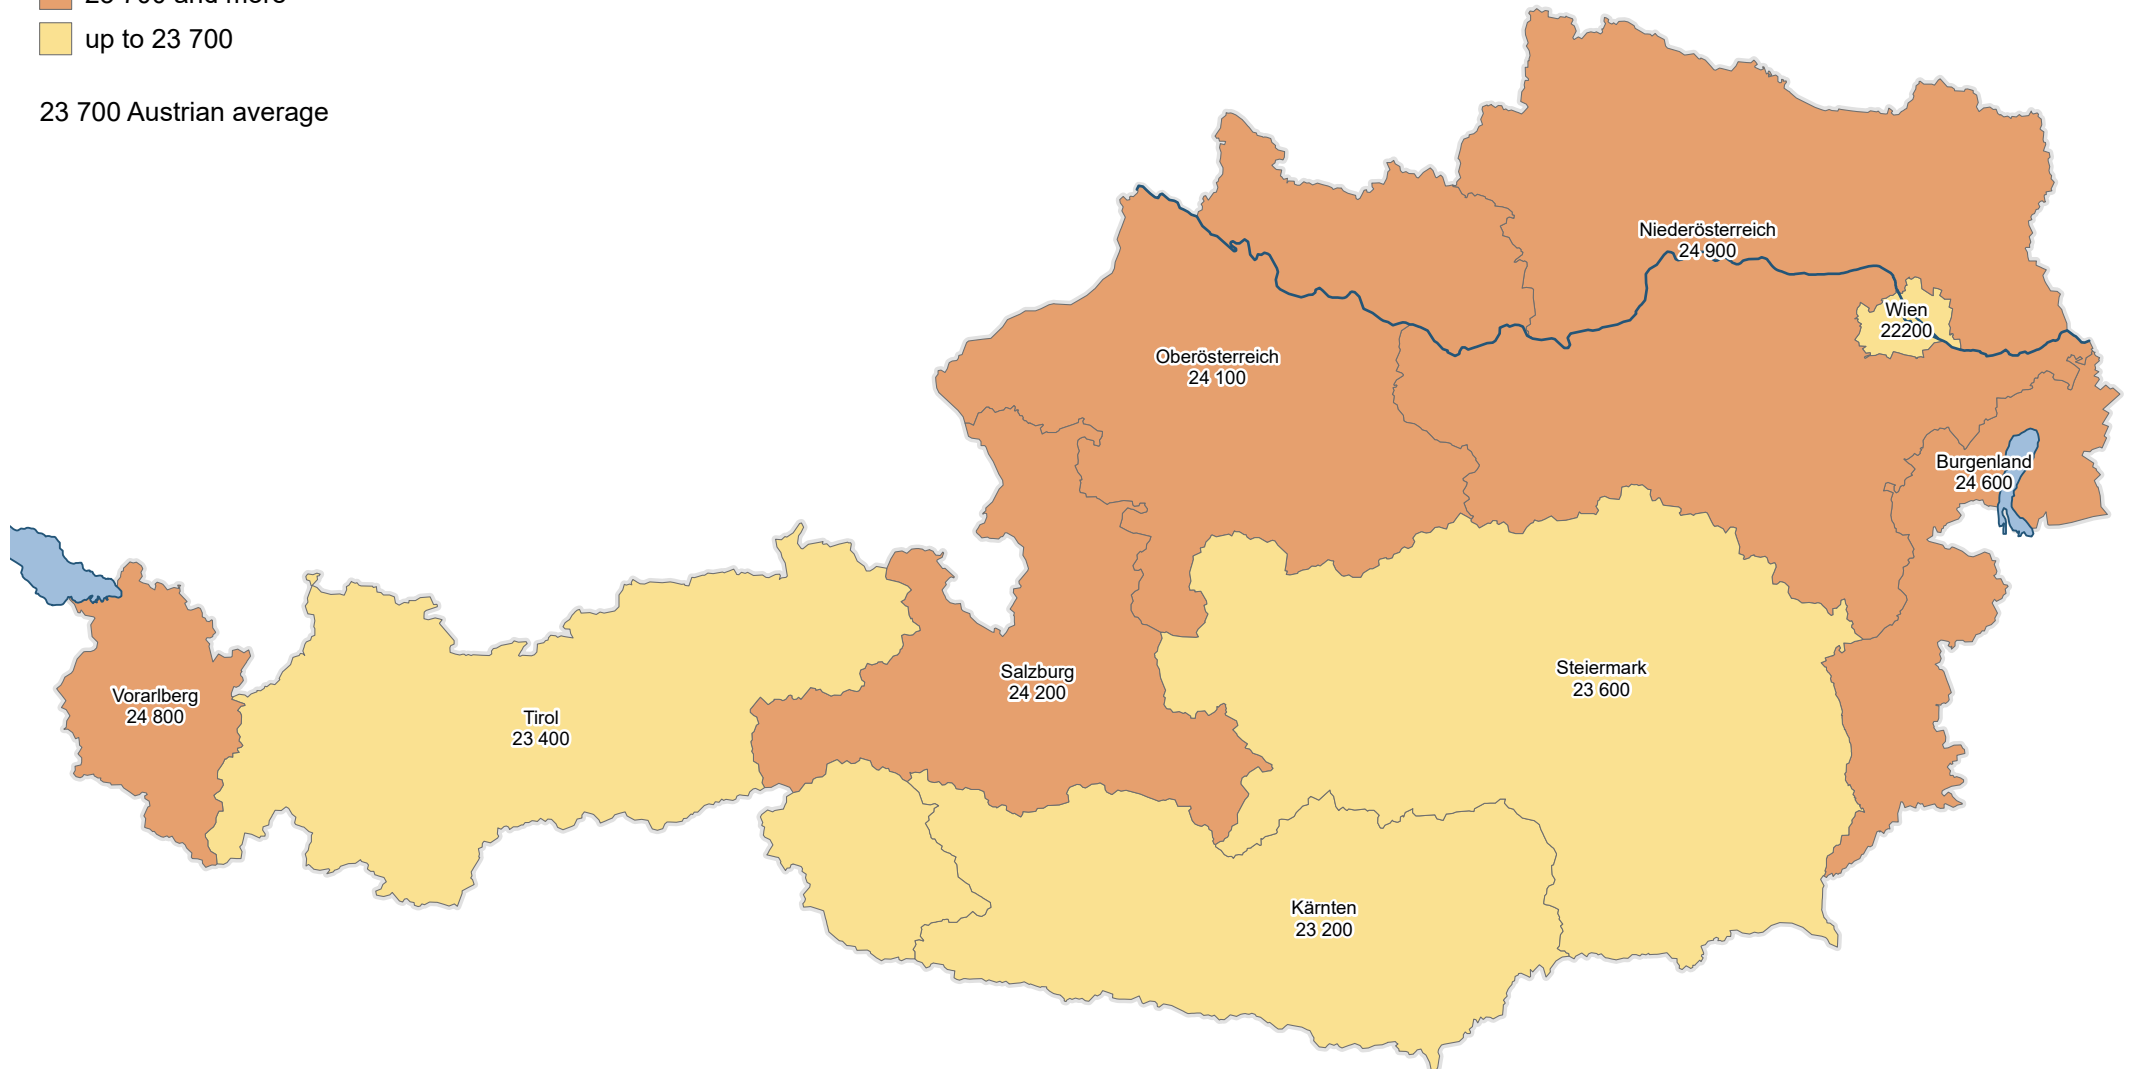 up to 23 700
23 700 Austrian average
Niederösterreich
24 900
Wien
22200
Oberösterreich
24 100
Burgenland
24 600
Salzburg
24 200
Steiermark
23 600
Vorarlberg
24 800
Tirol
23 400
Kärnten
23 200